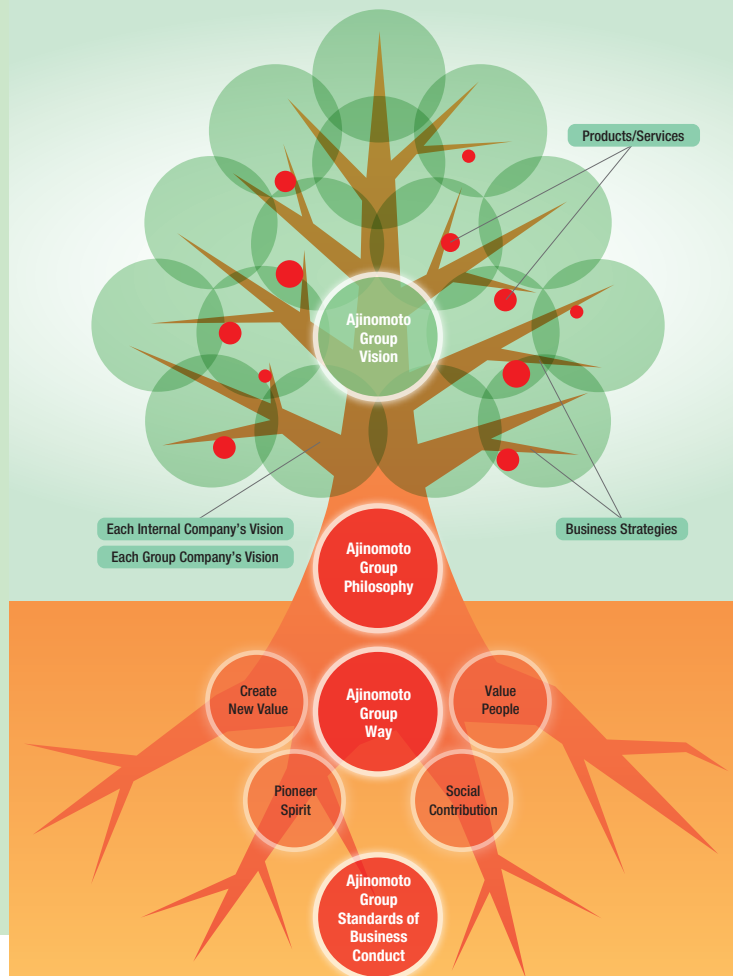 Products/Services
Ajinomoto
Group
Vision
Each Internal Company's Vision
Each Group Company's Vision
Business Strategies
Ajinomoto
Group
Philosophy
Create
New Value
Ajinomoto
Group
Way
Value
People
Pioneer
Spirit
Social
Contribution
Ajinomoto
Group
Standards of
Business
Conduct